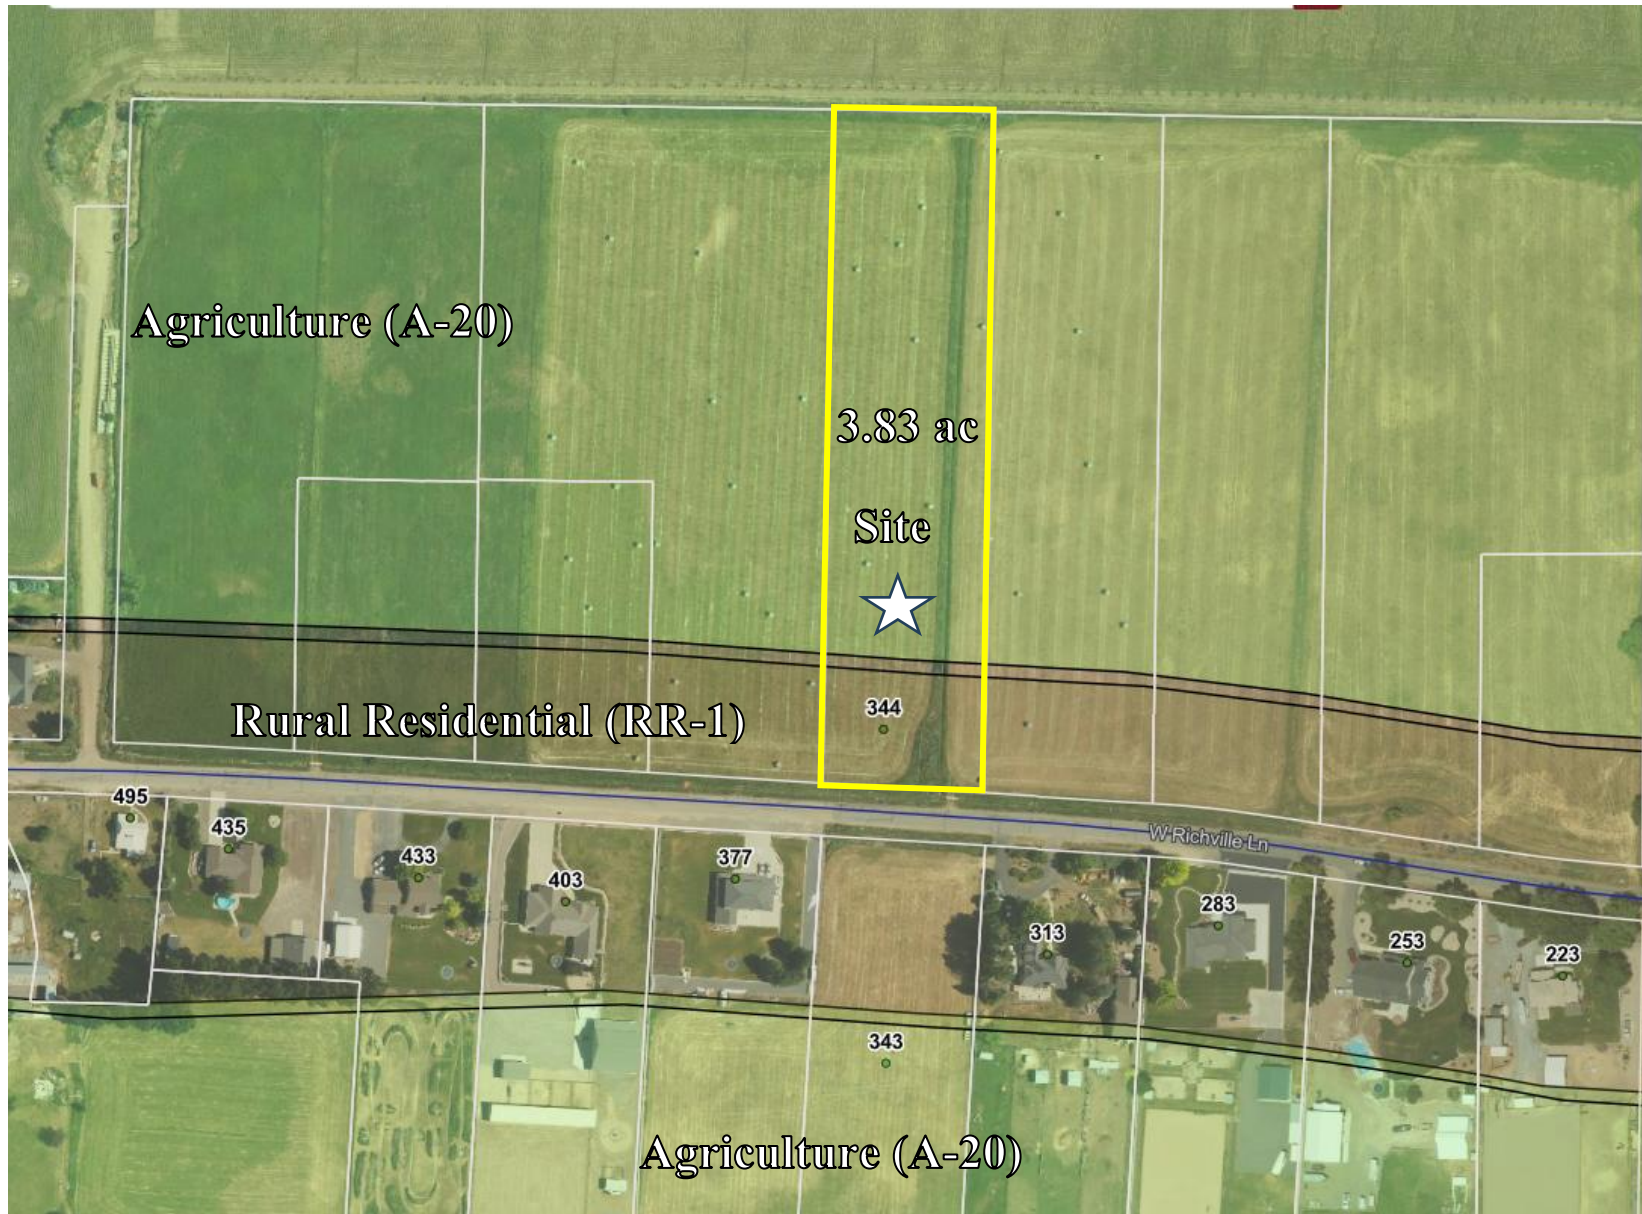 Agriculture (A-20)
3.83 ac
Site
344
Rural Residential (RR-1)
495
435
433
403
377
W Richville Ln
313
283
253
223
343
Agriculture (A-20)